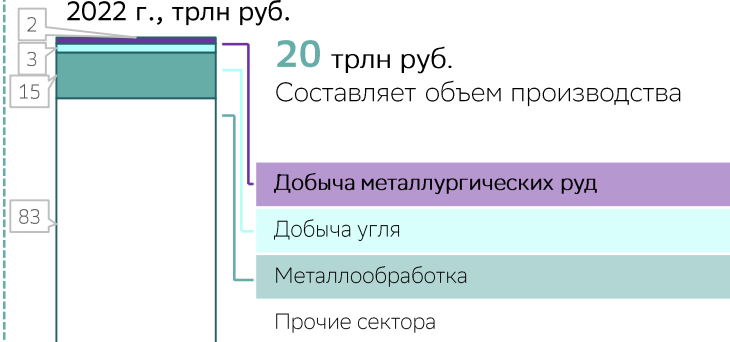 2022 г., трлн руб.
2
3
15
83
20 трлн руб.
Составляет объем производства
Добыча металлургических руд
Добыча угля
Металлообработка
Прочие сектора